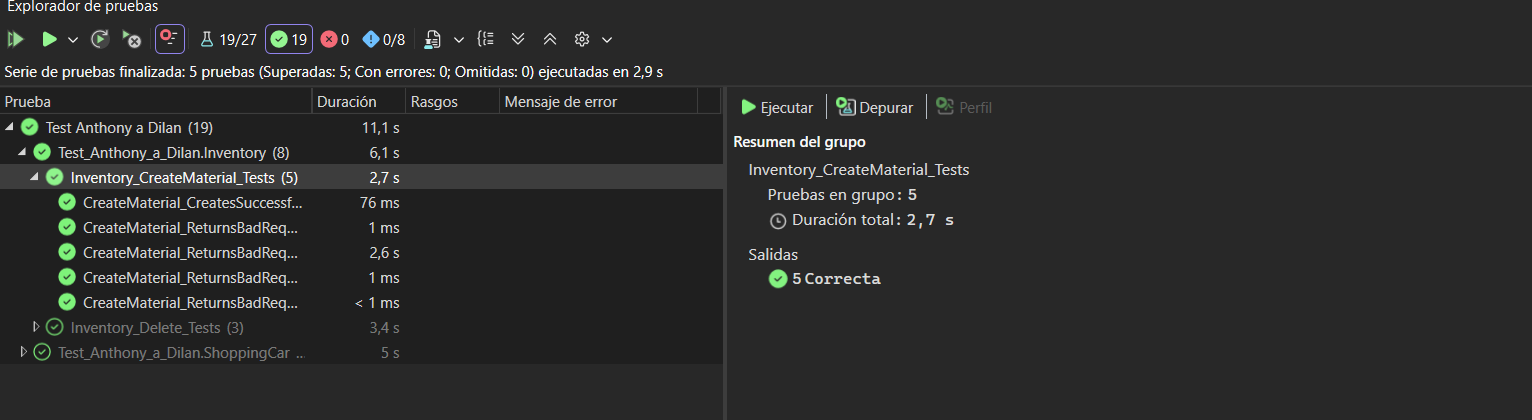 Explorador de pruebas
19/27 19 0 0/8
Serie de pruebas finalizada: 5 pruebas (Superadas: 5; Con errores: 0; Omitidas: 0) ejecutadas en 2,9 s
Prueba Duración Rasgos Mensaje de error
Test Anthony a Dilan (19) 11,1 s
Test_Anthony_a_Dilan.Inventory (8) 6,1 s
Inventory_CreateMaterial_Tests (5) 2,7 s
CreateMaterial_CreatesSuccessf... 76 ms
CreateMaterial_ReturnsBadReq... 1 ms
CreateMaterial_ReturnsBadReq... 2,6 s
CreateMaterial_ReturnsBadReq... 1 ms
CreateMaterial_ReturnsBadReq... < 1 ms
Inventory_Delete_Tests (3) 3,4 s
Test_Anthony_a_Dilan.ShoppingCar ... 5 s
Ejecutar Depurar Perfil
Resumen del grupo
Inventory_CreateMaterial_Tests
Pruebas en grupo: 5
Duración total: 2,7 s
Salidas
5 Correcta